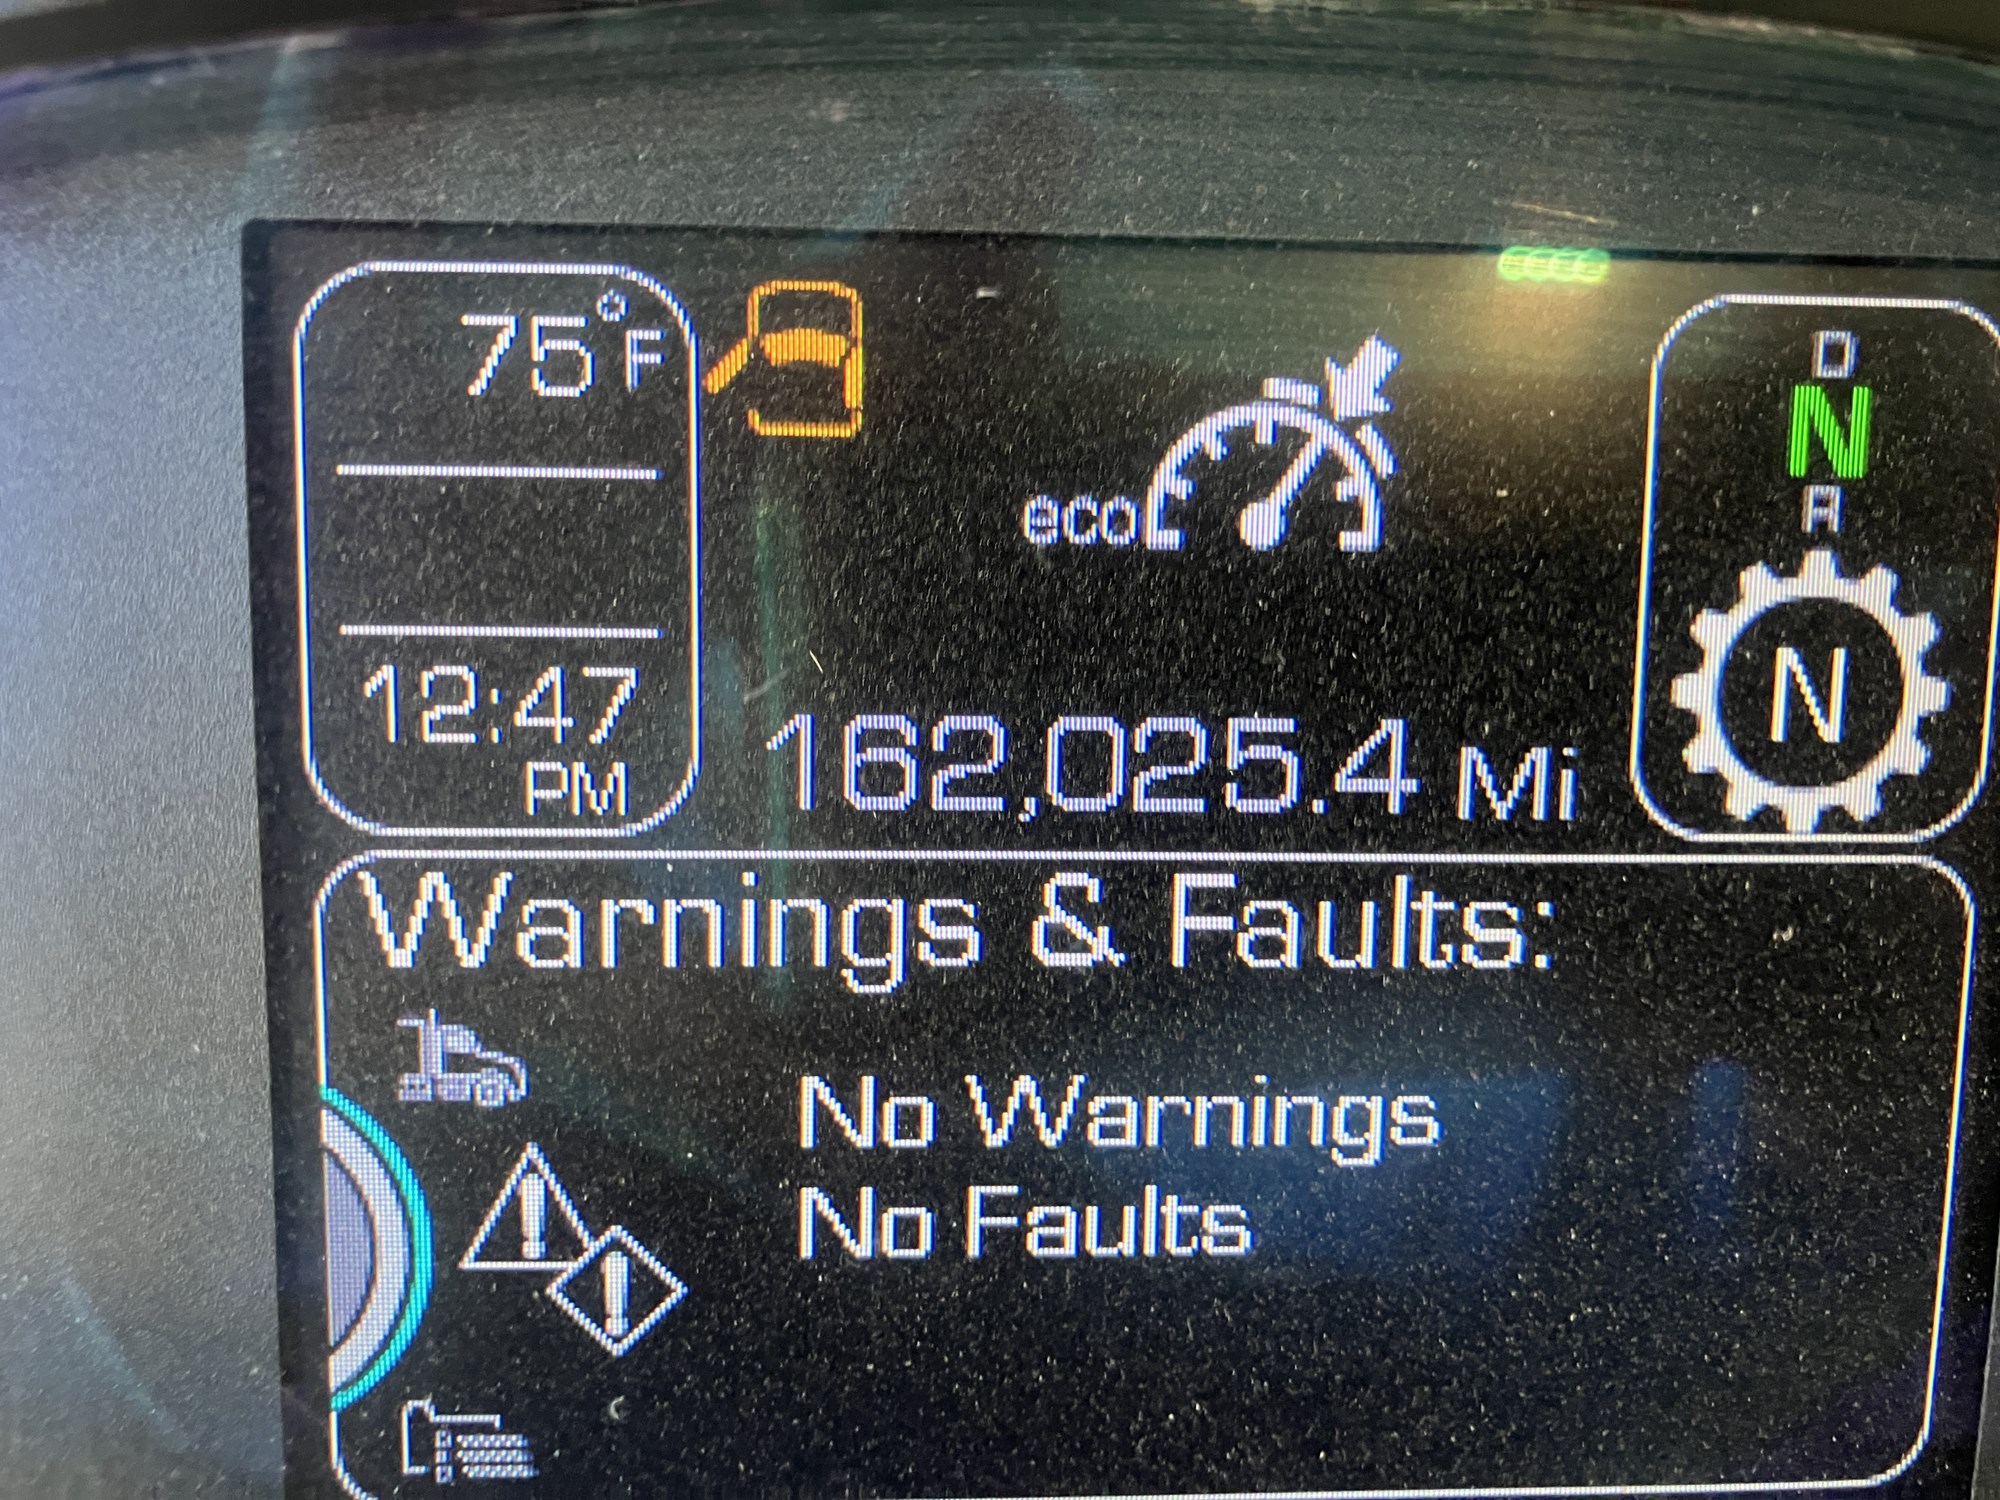 75°F
12:47
PM
eco
162,025.4 Mi
D
N
R
N
Warnings & Faults:
No Warnings
No Faults